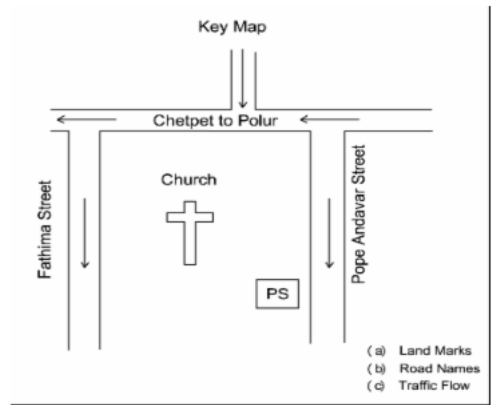 Key Map
Chetpet to Polur
Church
Fathima Street
Pope Andavar Street
PS
(a) Land Marks
(b) Road Names
(c) Traffic Flow